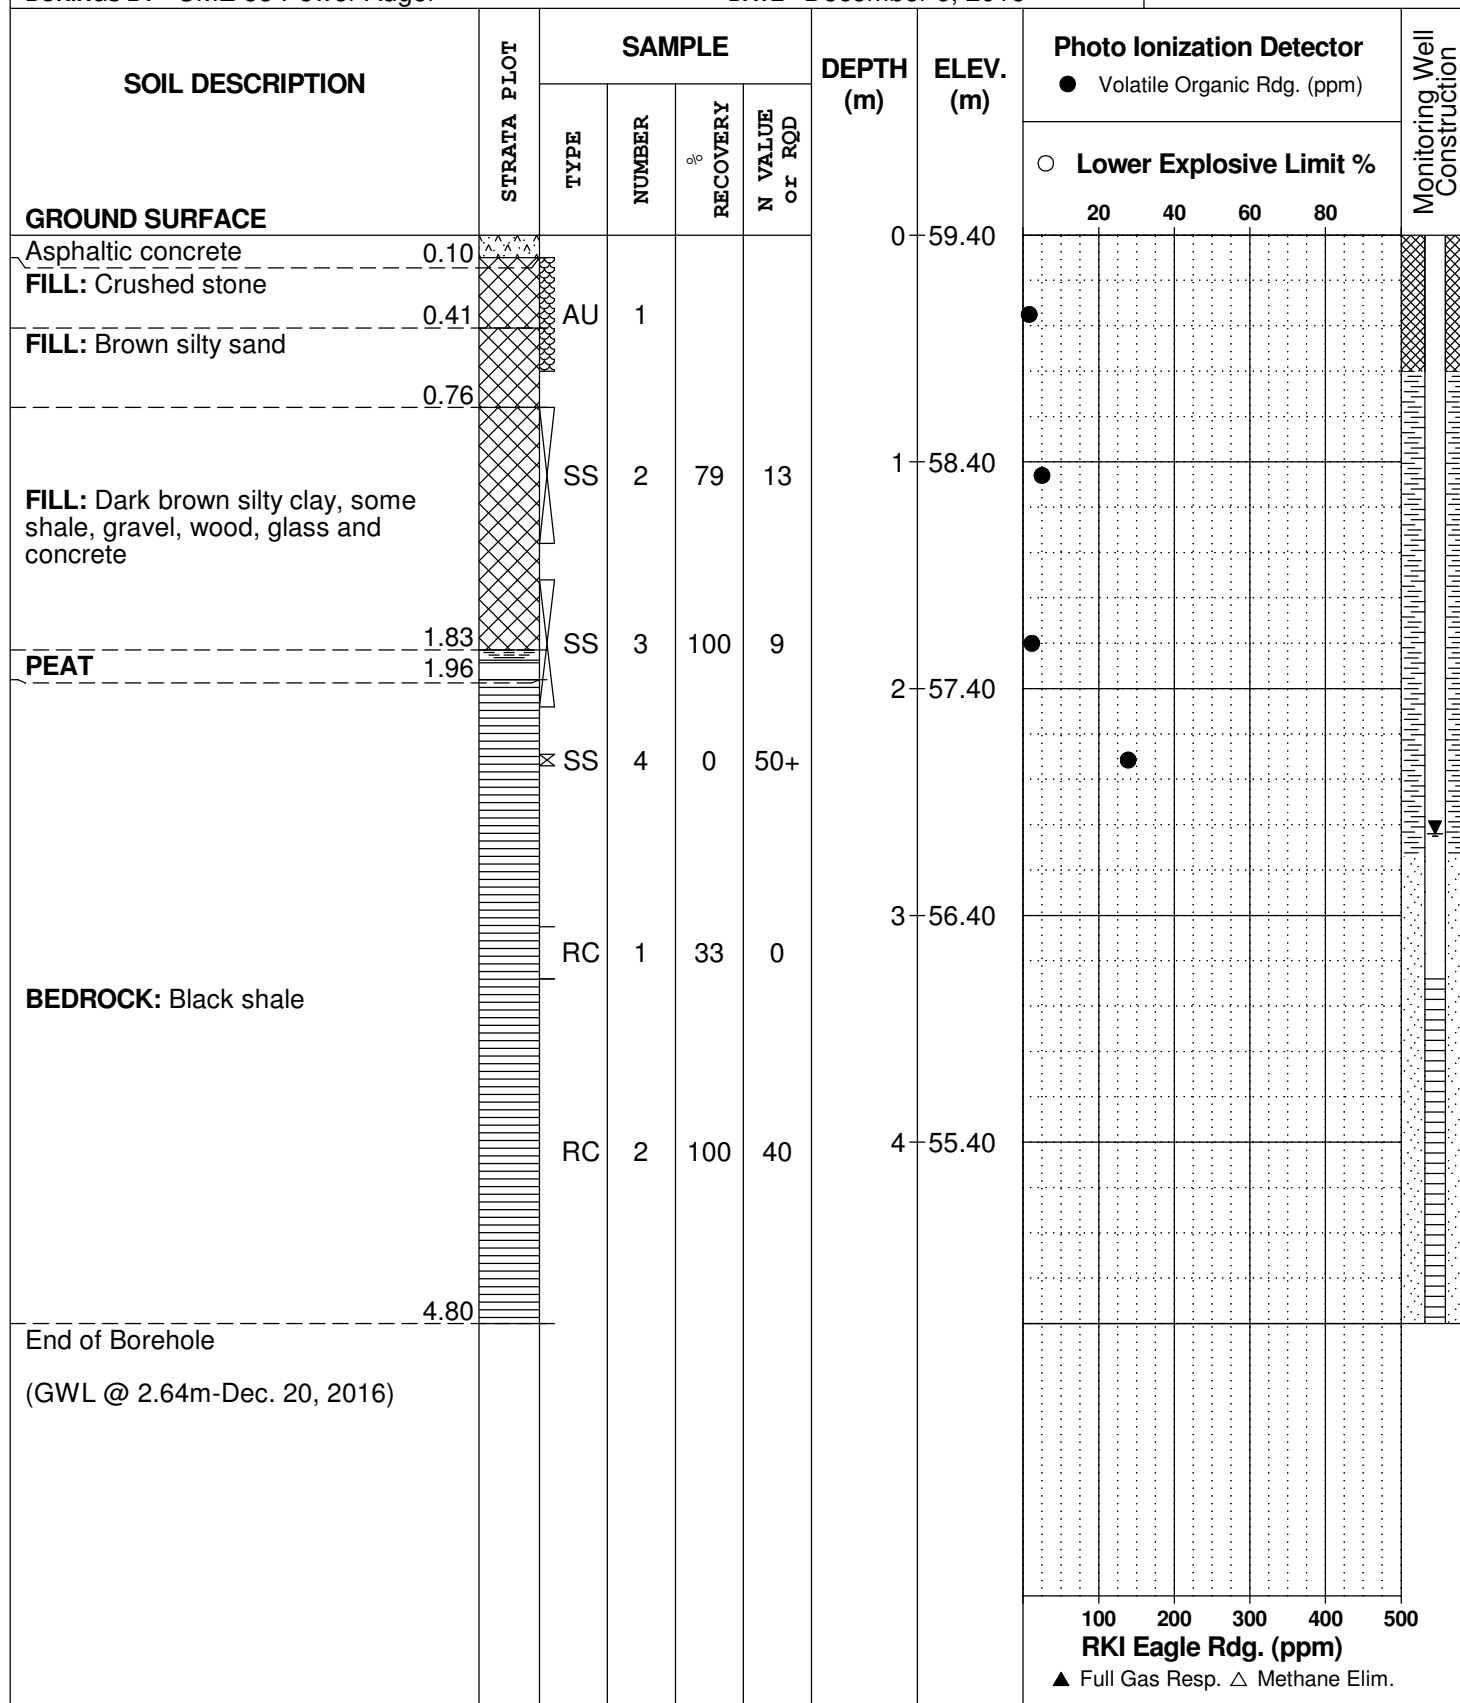 SOIL DESCRIPTION
STRATA PLOT
SAMPLE
TYPE
NUMBER
% RECOVERY
N VALUE or RQD
DEPTH (m)
ELEV. (m)
Photo Ionization Detector
● Volatile Organic Rdg. (ppm)
○ Lower Explosive Limit %
20 40 60 80
Monitoring Well Construction
GROUND SURFACE
0 59.40
Asphaltic concrete 0.10
FILL: Crushed stone
0.41
AU 1
FILL: Brown silty sand
0.76
1 58.40
SS 2 79 13
FILL: Dark brown silty clay, some
shale, gravel, wood, glass and
concrete
1.83
SS 3 100 9
PEAT 1.96
2 57.40
SS 4 0 50+
3 56.40
RC 1 33 0
BEDROCK: Black shale
4 55.40
RC 2 100 40
4.80
End of Borehole
(GWL @ 2.64m-Dec. 20, 2016)
100 200 300 400 500
RKI Eagle Rdg. (ppm)
▲ Full Gas Resp. △ Methane Elim.